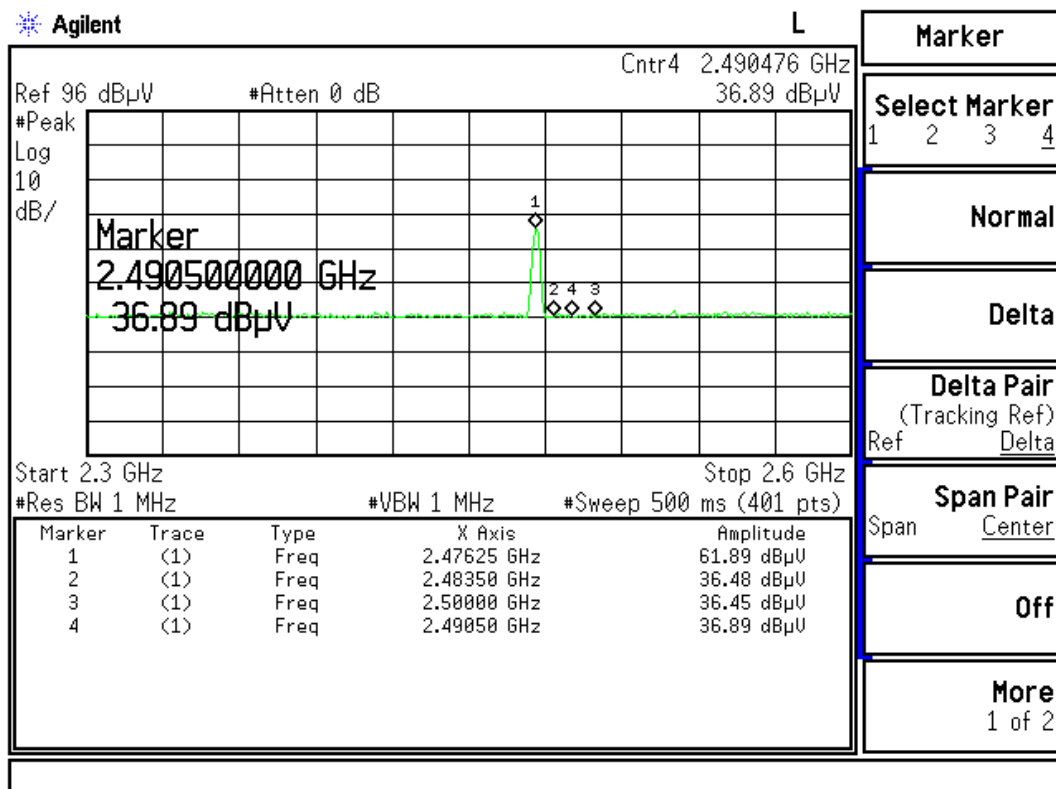 Agilent
L
Cntr4 2.490476 GHz
36.89 dBµV
Ref 96 dBµV #Atten 0 dB
#Peak
Log
10
dB/
1
2 4 3
Marker
2.490500000 GHz
36.89 dBµV
Start 2.3 GHz Stop 2.6 GHz
#Res BW 1 MHz #VBW 1 MHz #Sweep 500 ms (401 pts)
Marker Trace Type X Axis Amplitude
1 (1) Freq 2.47625 GHz 61.89 dBµV
2 (1) Freq 2.48350 GHz 36.48 dBµV
3 (1) Freq 2.50000 GHz 36.45 dBµV
4 (1) Freq 2.49050 GHz 36.89 dBµV
Marker
Select Marker
1 2 3 4
Normal
Delta
Delta Pair
(Tracking Ref)
Ref Delta
Span Pair
Span Center
Off
More
1 of 2